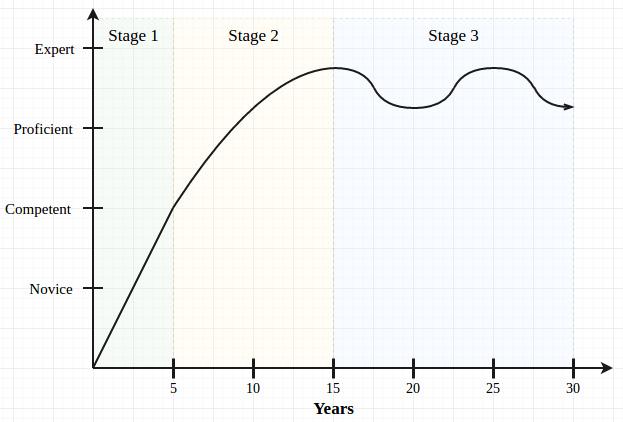 Stage 1
Stage 2
Stage 3
Expert
Proficient
Competent
Novice
5
10
15
20
25
30
Years